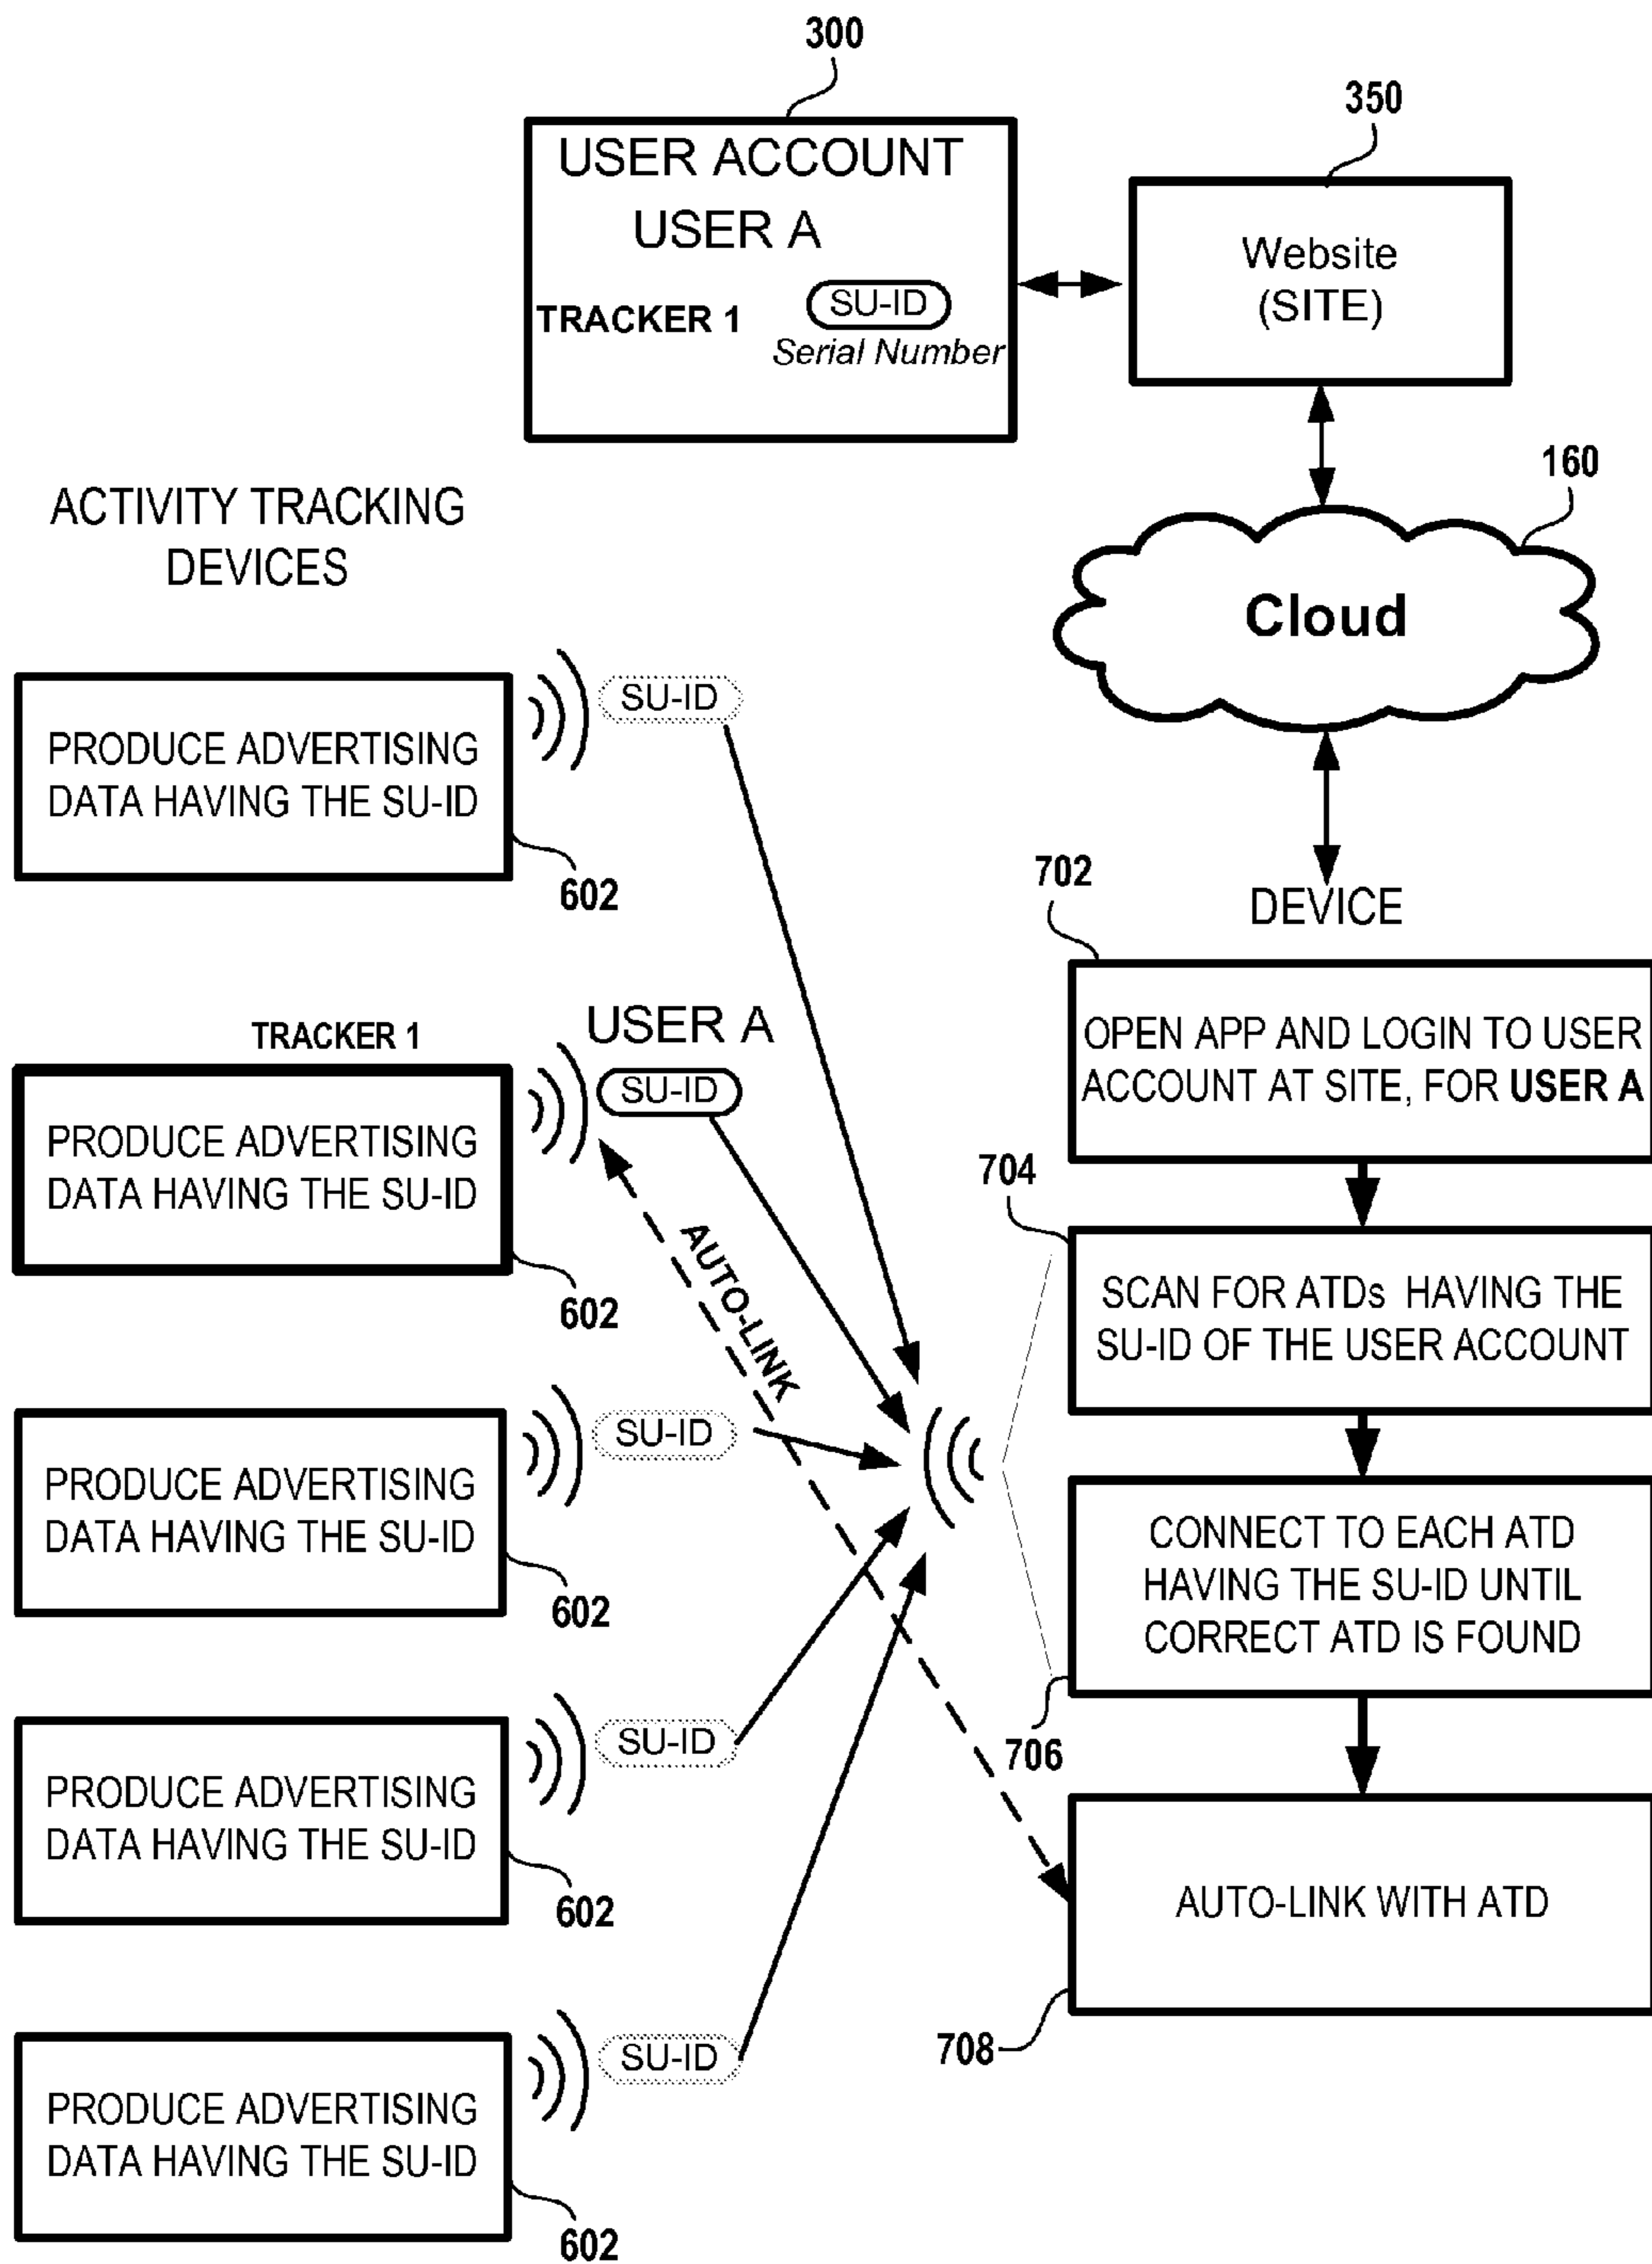 300
350
USER ACCOUNT
USER A
TRACKER 1
SU-ID
Serial Number
Website
(SITE)
160
Cloud
ACTIVITY TRACKING
DEVICES
SU-ID
PRODUCE ADVERTISING
DATA HAVING THE SU-ID
602
TRACKER 1
USER A
SU-ID
PRODUCE ADVERTISING
DATA HAVING THE SU-ID
602
AUTO-LINK
SU-ID
PRODUCE ADVERTISING
DATA HAVING THE SU-ID
602
SU-ID
PRODUCE ADVERTISING
DATA HAVING THE SU-ID
602
SU-ID
PRODUCE ADVERTISING
DATA HAVING THE SU-ID
602
DEVICE
702
OPEN APP AND LOGIN TO USER
ACCOUNT AT SITE, FOR USER A
704
SCAN FOR ATDs HAVING THE
SU-ID OF THE USER ACCOUNT
CONNECT TO EACH ATD
HAVING THE SU-ID UNTIL
CORRECT ATD IS FOUND
706
AUTO-LINK WITH ATD
708